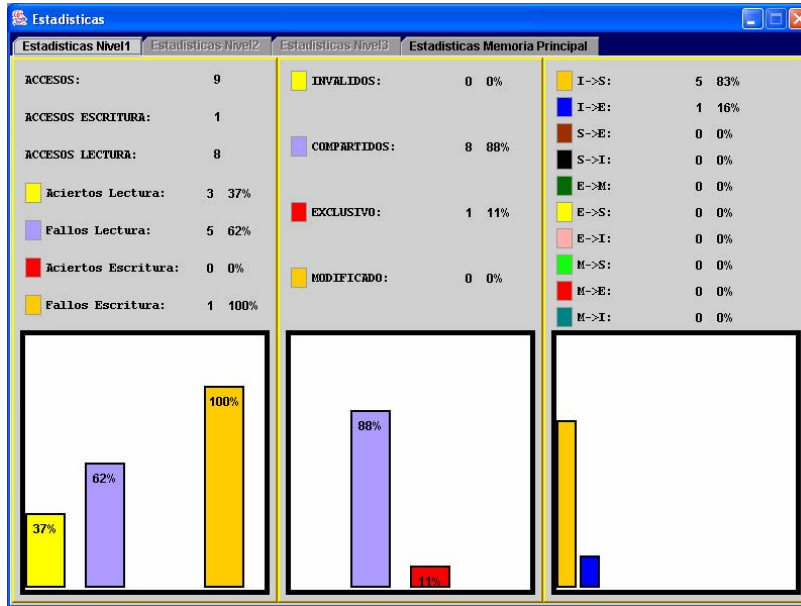 Estadisticas
Estadisticas Nivel1 Estadisticas Nivel2 Estadisticas Nivel3 Estadisticas Memoria Principal
ACCESOS: 9
ACCESOS ESCRITURA: 1
ACCESOS LECTURA: 8
Aciertos Lectura: 3 37%
Fallos Lectura: 5 62%
Aciertos Escritura: 0 0%
Fallos Escritura: 1 100%
37%
62%
100%
INVALIDOS: 0 0%
COMPARTIDOS: 8 88%
EXCLUSIVO: 1 11%
MODIFICADO: 0 0%
88%
11%
I->S: 5 83%
I->E: 1 16%
S->E: 0 0%
S->I: 0 0%
E->M: 0 0%
E->S: 0 0%
E->I: 0 0%
M->S: 0 0%
M->E: 0 0%
M->I: 0 0%